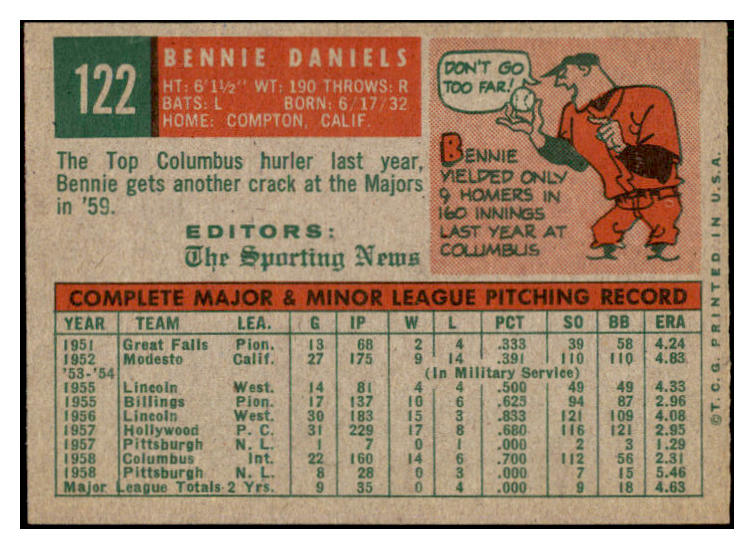 122
BENNIE DANIELS
HT: 6'1½" WT: 190 THROWS: R
BATS: L BORN: 6/17/32
HOME: COMPTON, CALIF.
The Top Columbus hurler last year,
Bennie gets another crack at the Majors
in '59.
EDITORS:
The Sporting News
DON'T GO
TOO FAR!
BENNIE
YIELDED ONLY
9 HOMERS IN
160 INNINGS
LAST YEAR AT
COLUMBUS
COMPLETE MAJOR & MINOR LEAGUE PITCHING RECORD
YEAR TEAM LEA. G IP W L PCT SO BB ERA
1951 Great Falls Pion. 13 68 2 4 .333 39 58 4.24
1952 Modesto Calif. 27 175 9 14 .391 110 110 4.83
'53-'54 (In Military Service)
1955 Lincoln West. 14 81 4 4 .500 49 49 4.33
1955 Billings Pion. 17 137 10 6 .625 94 87 2.96
1956 Lincoln West. 30 183 15 3 .833 121 109 4.08
1957 Hollywood P. C. 31 229 17 8 .680 116 121 2.95
1957 Pittsburgh N. L. 1 7 0 1 .000 2 3 1.29
1958 Columbus Int. 22 160 14 6 .700 112 56 2.31
1958 Pittsburgh N. L. 8 28 0 3 .000 7 15 5.46
Major League Totals-2 Yrs. 9 35 0 4 .000 9 18 4.63
©T.C.G. PRINTED IN U.S.A.